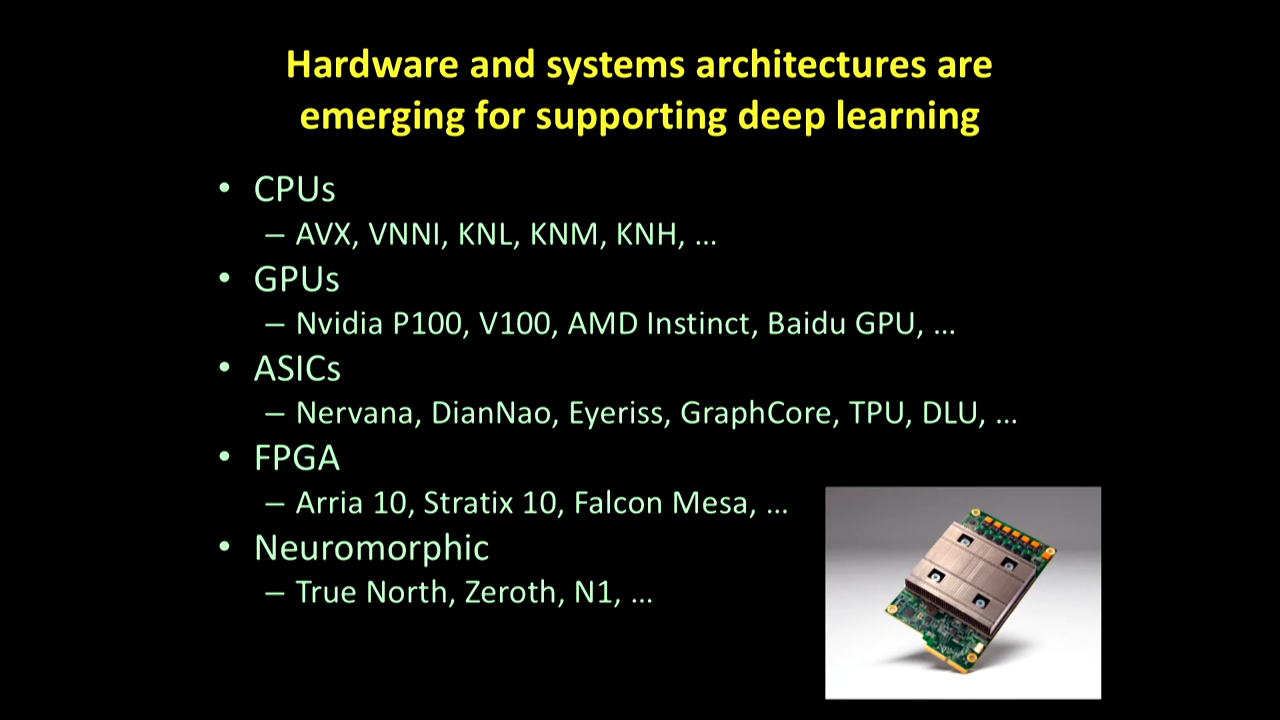 Hardware and systems architectures are
emerging for supporting deep learning
• CPUs
– AVX, VNNI, KNL, KNM, KNH, …
• GPUs
– Nvidia P100, V100, AMD Instinct, Baidu GPU, …
• ASICs
– Nervana, DianNao, Eyeriss, GraphCore, TPU, DLU, …
• FPGA
– Arria 10, Stratix 10, Falcon Mesa, …
• Neuromorphic
– True North, Zeroth, N1, …